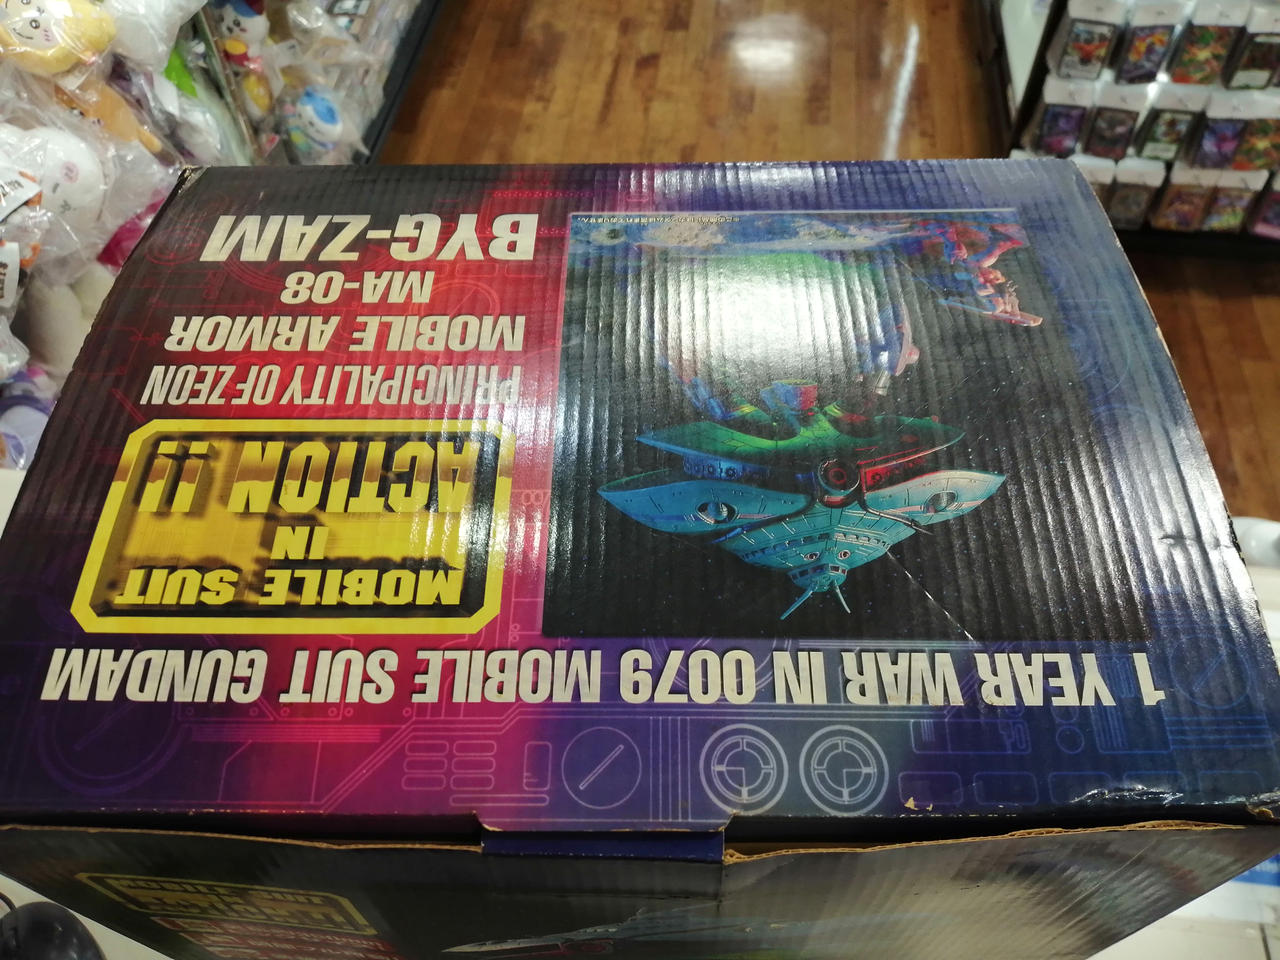 1 YEAR WAR IN 0079 MOBILE SUIT GUNDAM
MOBILE SUIT
IN
ACTION !!
PRINCIPALITY OF ZEON
MOBILE ARMOR
MA-08
BYG-ZAM